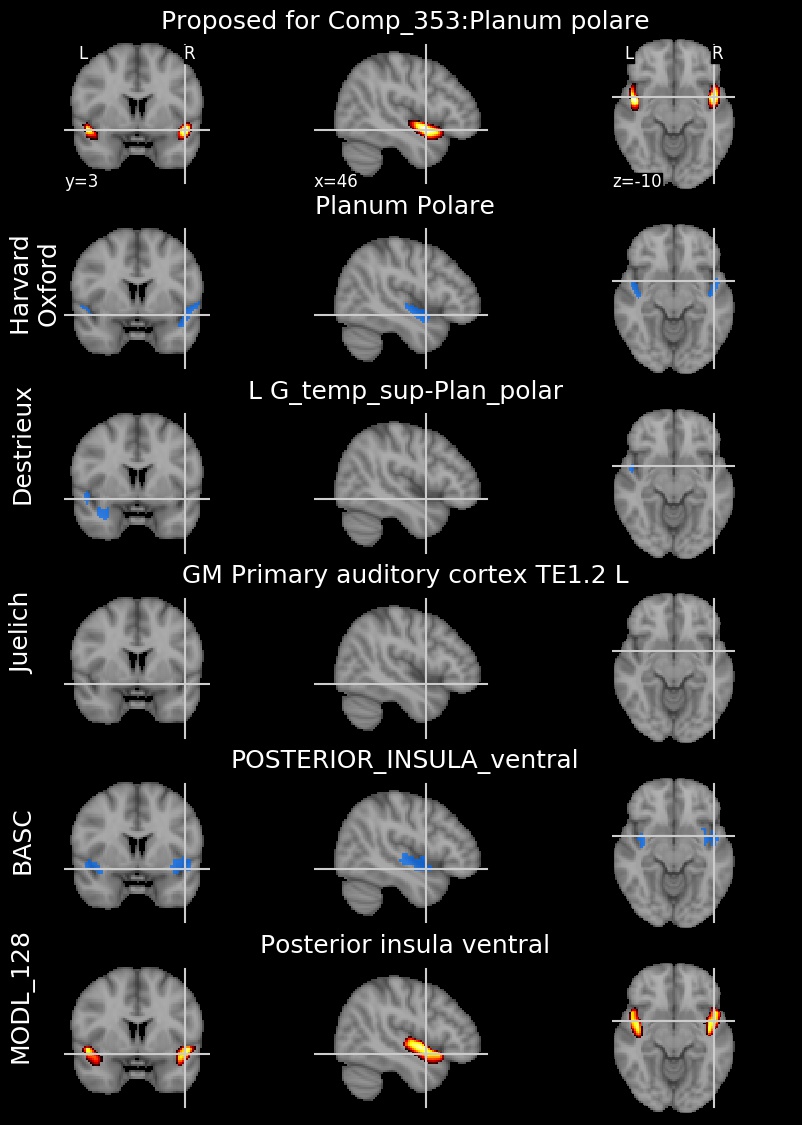 Proposed for Comp_353:Planum polare
L R L R
y=3 x=46 z=-10
Planum Polare
Harvard
Oxford
L G_temp_sup-Plan_polar
Destrieux
GM Primary auditory cortex TE1.2 L
Juelich
POSTERIOR_INSULA_ventral
BASC
Posterior insula ventral
MODL_128